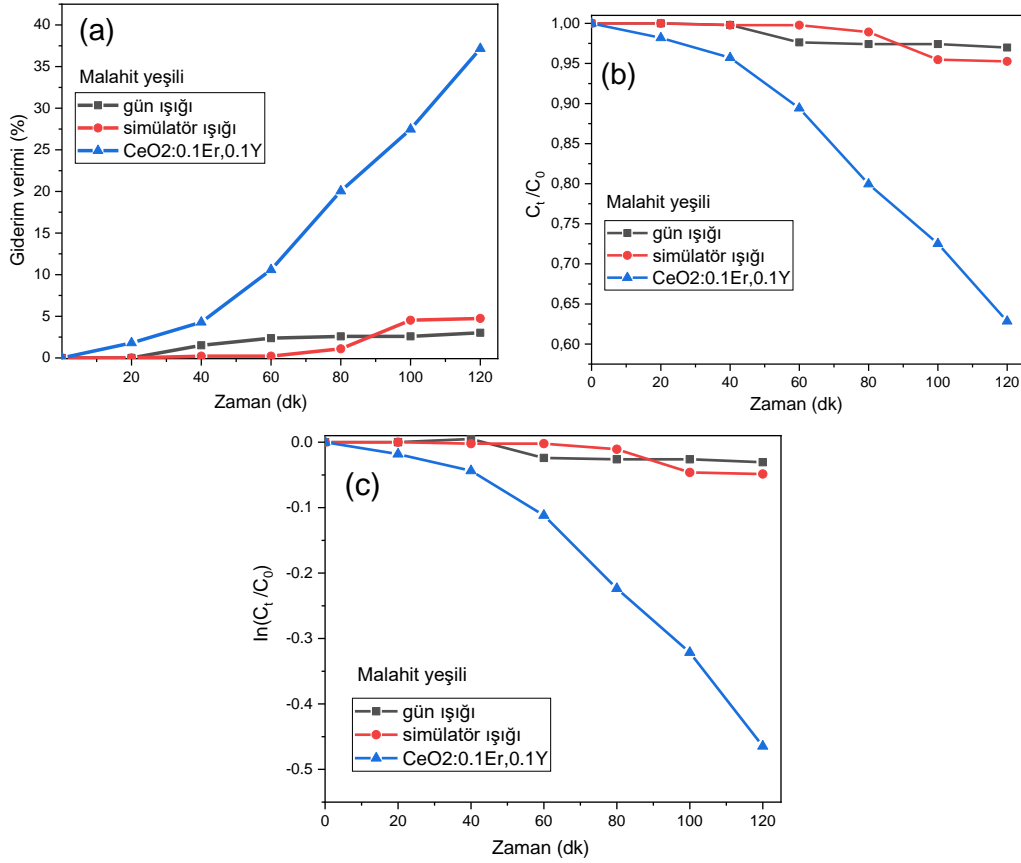 (a)
Giderim verimi (%)
40
35
30
25
20
15
10
5
0
Malahit yeşili
gün ışığı
simülatör ışığı
CeO2:0.1Er,0.1Y
20 40 60 80 100 120
Zaman (dk)
(b)
C_t /C_0
1,00
0,95
0,90
0,85
0,80
0,75
0,70
0,65
0,60
Malahit yeşili
gün ışığı
simülatör ışığı
CeO2:0.1Er,0.1Y
0 20 40 60 80 100 120
Zaman (dk)
(c)
ln(C_t /C_0)
0.0
-0.1
-0.2
-0.3
-0.4
-0.5
Malahit yeşili
gün ışığı
simülatör ışığı
CeO2:0.1Er,0.1Y
0 20 40 60 80 100 120
Zaman (dk)